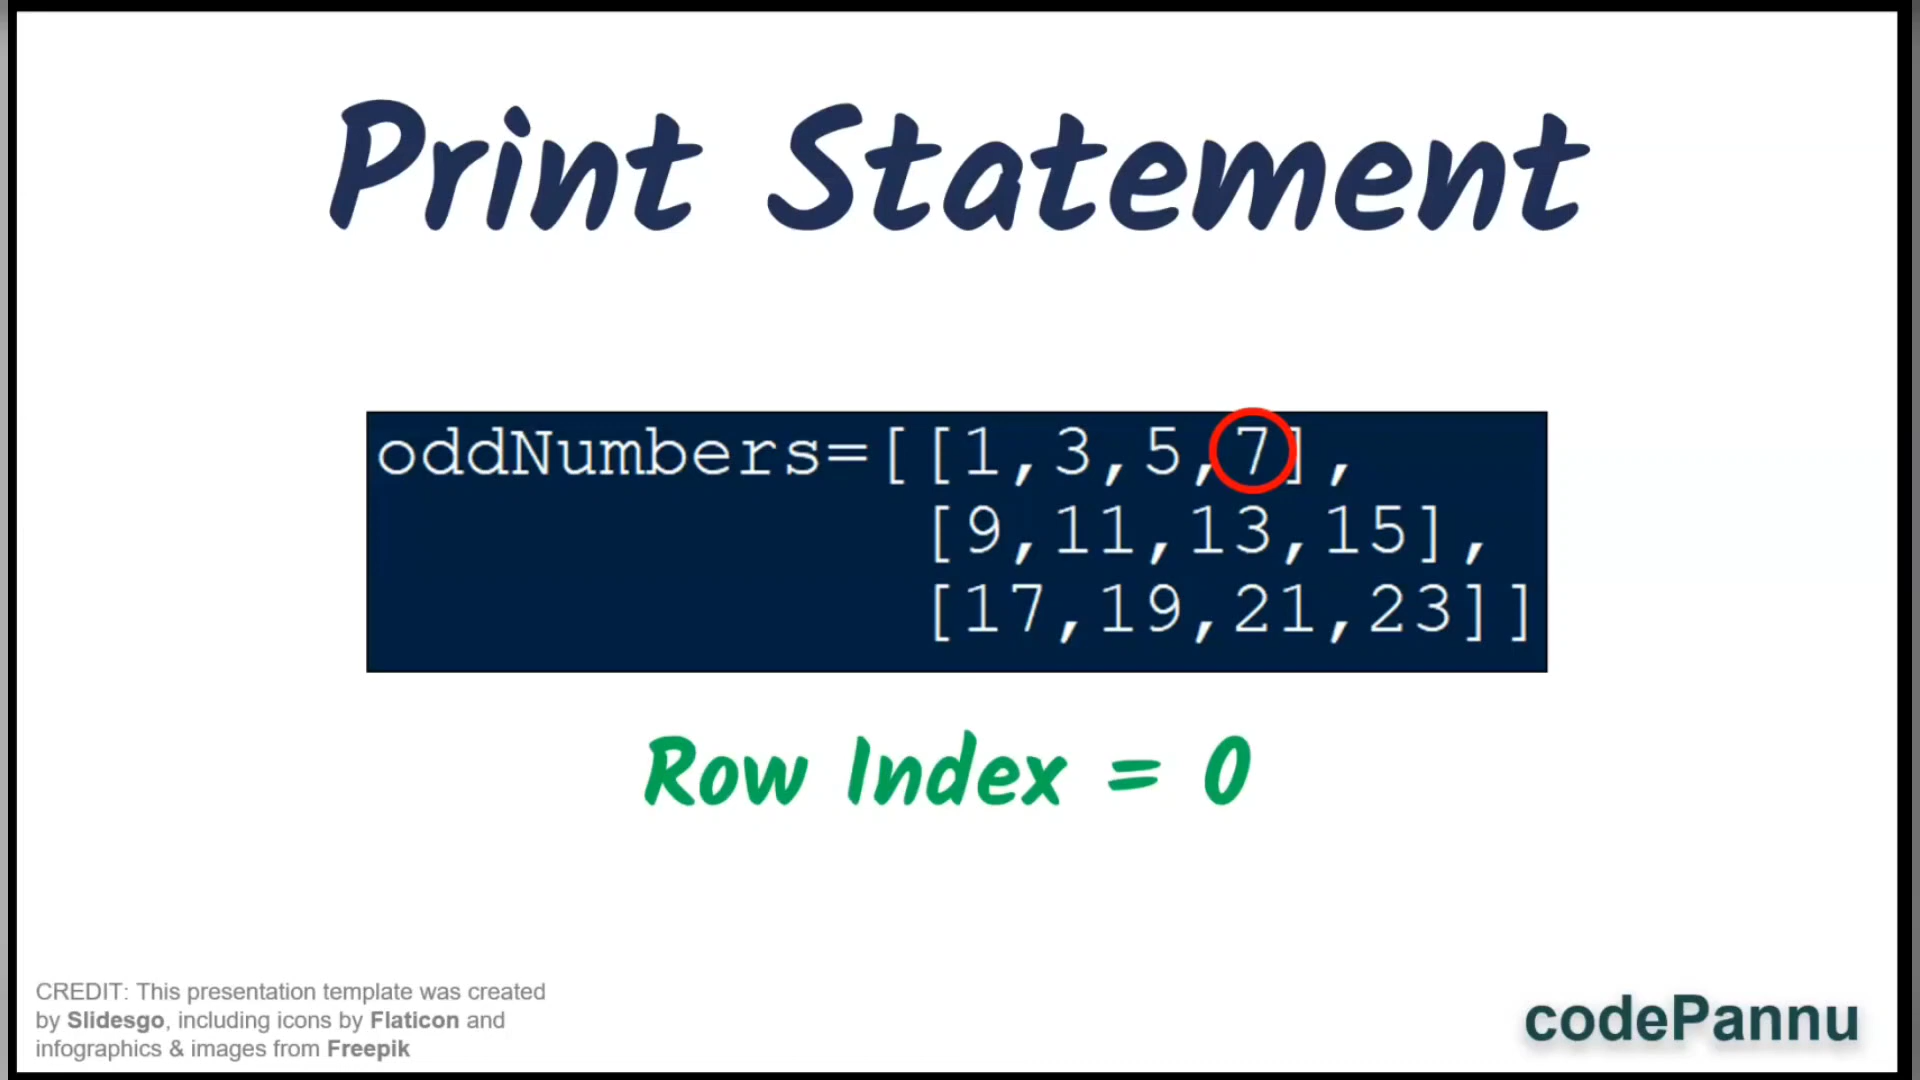 Print Statement
oddNumbers=[[1,3,5,7],
[9,11,13,15],
[17,19,21,23]]
Row Index = 0
CREDIT: This presentation template was created
by Slidesgo, including icons by Flaticon and
infographics & images from Freepik
codePannu